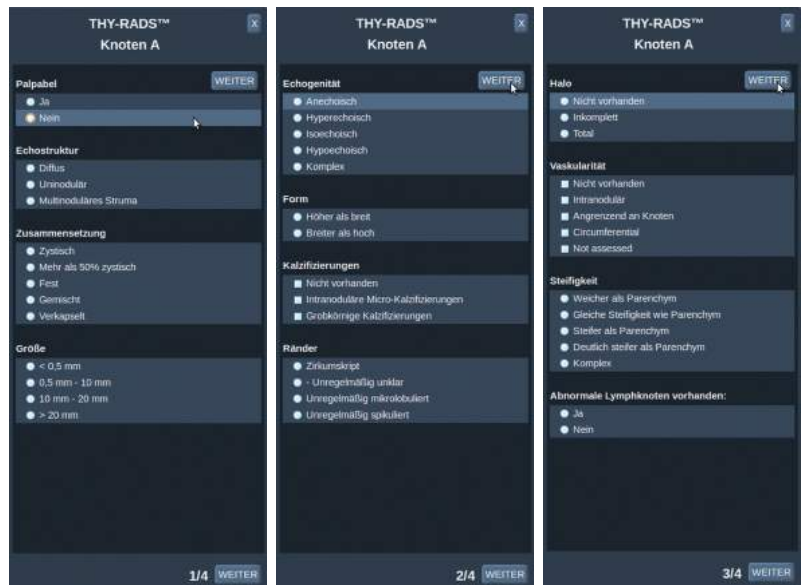 THY-RADS™
X
Knoten A
Palpabel
WEITER
Ja
Nein
Echostruktur
Diffus
Uninodulär
Multinoduläres Struma
Zusammensetzung
Zystisch
Mehr als 50% zystisch
Fest
Gemischt
Verkapselt
Größe
< 0,5 mm
0,5 mm - 10 mm
10 mm - 20 mm
> 20 mm
1/4 WEITER
THY-RADS™
X
Knoten A
Echogenität
WEITER
Anechoisch
Hyperechoisch
Isoechoisch
Hypoechoisch
Komplex
Form
Höher als breit
Breiter als hoch
Kalzifizierungen
Nicht vorhanden
Intranoduläre Micro-Kalzifizierungen
Grobkörnige Kalzifizierungen
Ränder
Zirkumskript
- Unregelmäßig unklar
Unregelmäßig mikrolobuliert
Unregelmäßig spikuliert
2/4 WEITER
THY-RADS™
X
Knoten A
Halo
WEITER
Nicht vorhanden
Inkomplett
Total
Vaskularität
Nicht vorhanden
Intranodulär
Angrenzend an Knoten
Circumferential
Not assessed
Steifigkeit
Weicher als Parenchym
Gleiche Steifigkeit wie Parenchym
Steifer als Parenchym
Deutlich steifer als Parenchym
Komplex
Abnormale Lymphknoten vorhanden:
Ja
Nein
3/4 WEITER